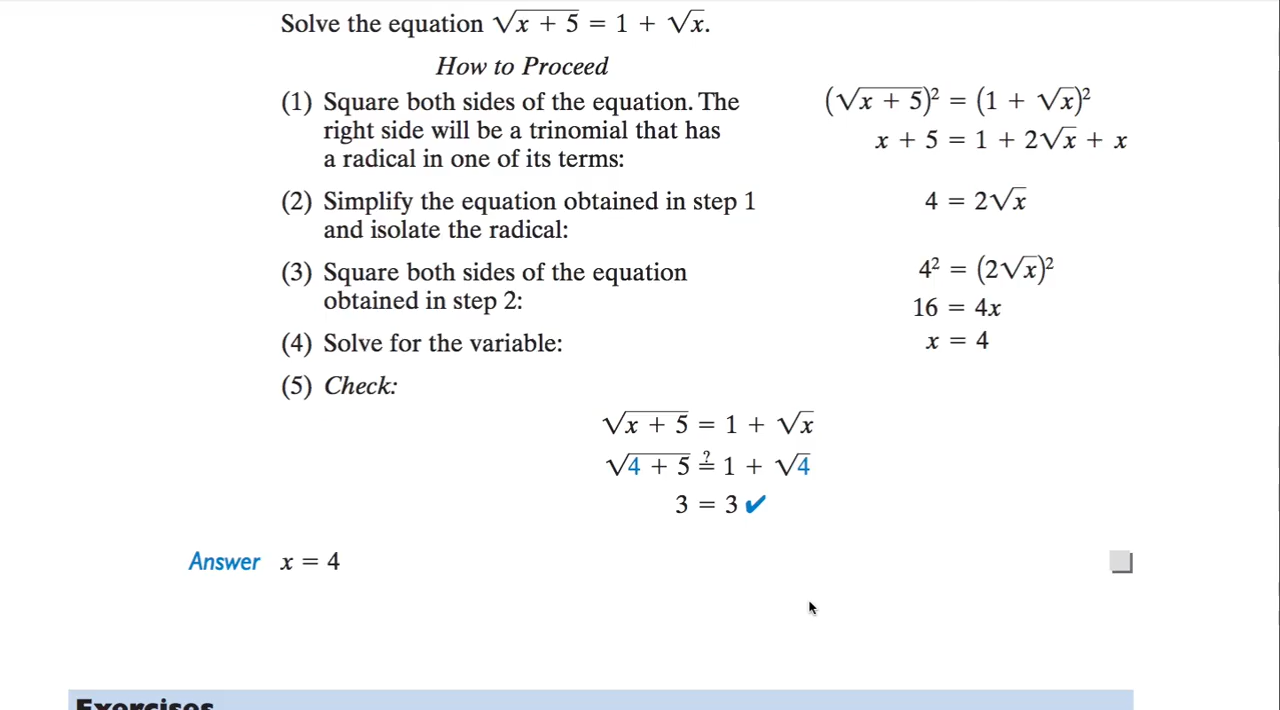 Solve the equation √(x + 5) = 1 + √x.
How to Proceed
(1) Square both sides of the equation. The
right side will be a trinomial that has
a radical in one of its terms:
(√(x + 5))² = (1 + √x)²
x + 5 = 1 + 2√x + x
(2) Simplify the equation obtained in step 1
and isolate the radical:
4 = 2√x
(3) Square both sides of the equation
obtained in step 2:
4² = (2√x)²
16 = 4x
(4) Solve for the variable:
x = 4
(5) Check:
√(x + 5) = 1 + √x
√(4 + 5) ≟ 1 + √4
3 = 3 ✔
Answer x = 4
Exercises